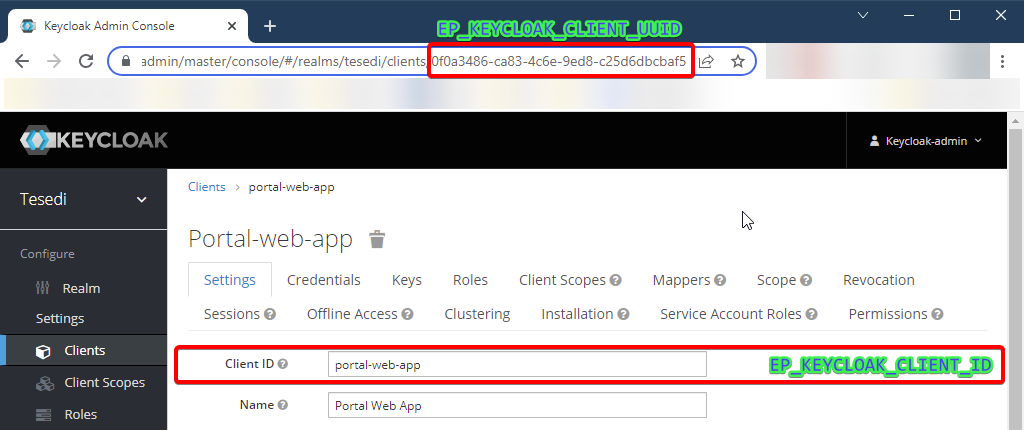 Keycloak Admin Console
EP_KEYCLOAK_CLIENT_UUID
admin/master/console/#/realms/tesedi/clients/0f0a3486-ca83-4c6e-9ed8-c25d6dbcbaf5
KEYCLOAK
Keycloak-admin
Tesedi
Clients > portal-web-app
Portal-web-app
Configure
Settings Credentials Keys Roles Client Scopes Mappers Scope Revocation
Realm
Settings
Sessions Offline Access Clustering Installation Service Account Roles Permissions
Clients
Client ID portal-web-app EP_KEYCLOAK_CLIENT_ID
Client Scopes
Name Portal Web App
Roles